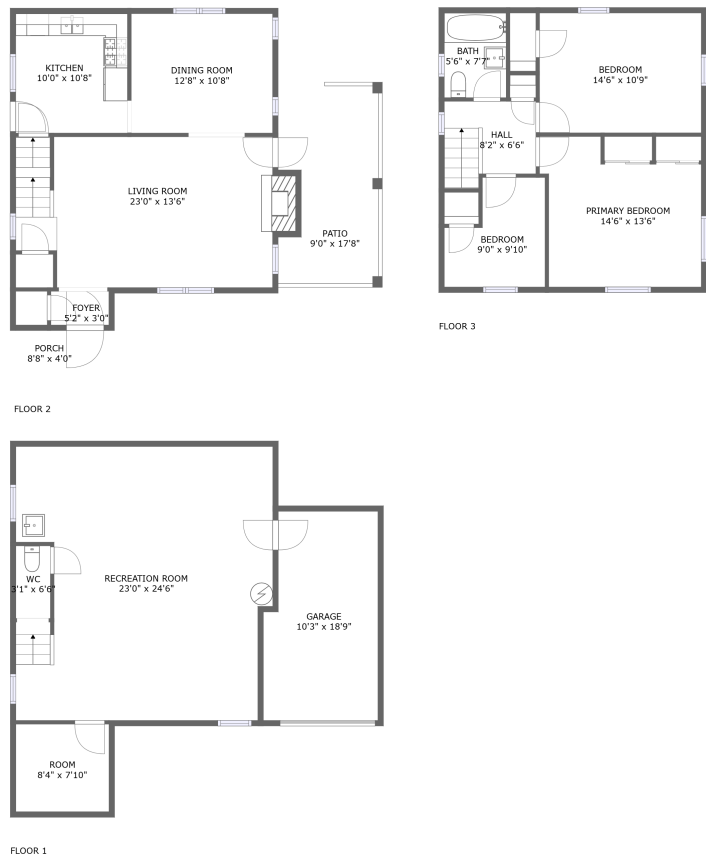 KITCHEN
10'0" x 10'8"
DINING ROOM
12'8" x 10'8"
LIVING ROOM
23'0" x 13'6"
PATIO
9'0" x 17'8"
FOYER
5'2" x 3'0"
PORCH
8'8" x 4'0"
FLOOR 2
BATH
5'6" x 7'7"
BEDROOM
14'6" x 10'9"
HALL
8'2" x 6'6"
PRIMARY BEDROOM
14'6" x 13'6"
BEDROOM
9'0" x 9'10"
FLOOR 3
WC
3'1" x 6'6"
RECREATION ROOM
23'0" x 24'6"
GARAGE
10'3" x 18'9"
ROOM
8'4" x 7'10"
FLOOR 1